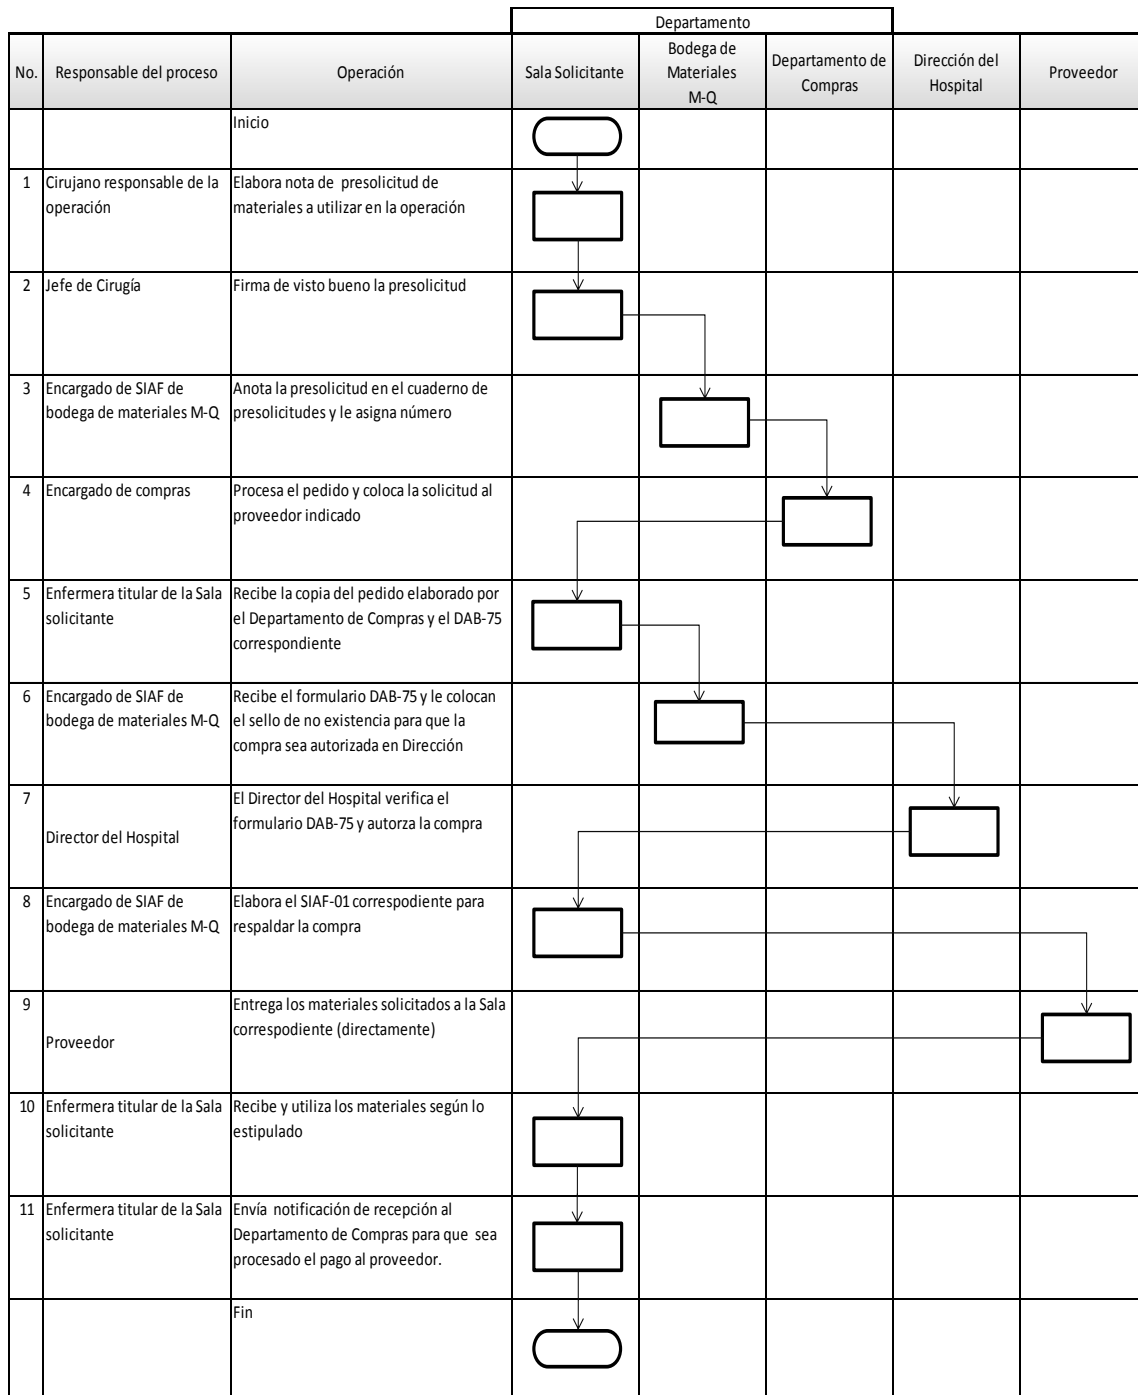 Departamento
No.
Responsable del proceso
Operación
Sala Solicitante
Bodega de
Materiales
M-Q
Departamento de
Compras
Dirección del
Hospital
Proveedor
Inicio
1
Cirujano responsable de la
operación
Elabora nota de presolicitud de
materiales a utilizar en la operación
2
Jefe de Cirugía
Firma de visto bueno la presolicitud
3
Encargado de SIAF de
bodega de materiales M-Q
Anota la presolicitud en el cuaderno de
presolicitudes y le asigna número
4
Encargado de compras
Procesa el pedido y coloca la solicitud al
proveedor indicado
5
Enfermera titular de la Sala
solicitante
Recibe la copia del pedido elaborado por
el Departamento de Compras y el DAB-75
correspondiente
6
Encargado de SIAF de
bodega de materiales M-Q
Recibe el formulario DAB-75 y le colocan
el sello de no existencia para que la
compra sea autorizada en Dirección
7
Director del Hospital
El Director del Hospital verifica el
formulario DAB-75 y autorza la compra
8
Encargado de SIAF de
bodega de materiales M-Q
Elabora el SIAF-01 correspodiente para
respaldar la compra
9
Proveedor
Entrega los materiales solicitados a la Sala
correspodiente (directamente)
10
Enfermera titular de la Sala
solicitante
Recibe y utiliza los materiales según lo
estipulado
11
Enfermera titular de la Sala
solicitante
Envía notificación de recepción al
Departamento de Compras para que sea
procesado el pago al proveedor.
Fin